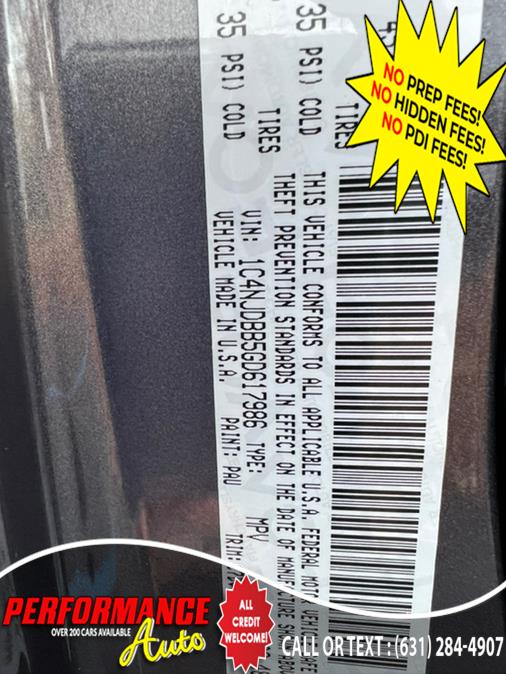 NO PREP FEES!
NO HIDDEN FEES!
NO PDI FEES!
TIRES
35 PSI) COLD
35 PSI) COLD
TIRES
THIS VEHICLE CONFORMS TO ALL APPLICABLE U.S.A. FEDERAL MOTOR
THEFT PREVENTION STANDARDS IN EFFECT ON THE DATE OF
VIN: 1C4NJDBB5GD617986 TYPE: MPV
VEHICLE MADE IN U.S.A. PAINT: PAU TRIM:
PERFORMANCE
OVER 200 CARS AVAILABLE
Auto
ALL
CREDIT
WELCOME!
CALL OR TEXT : (631) 284-4907